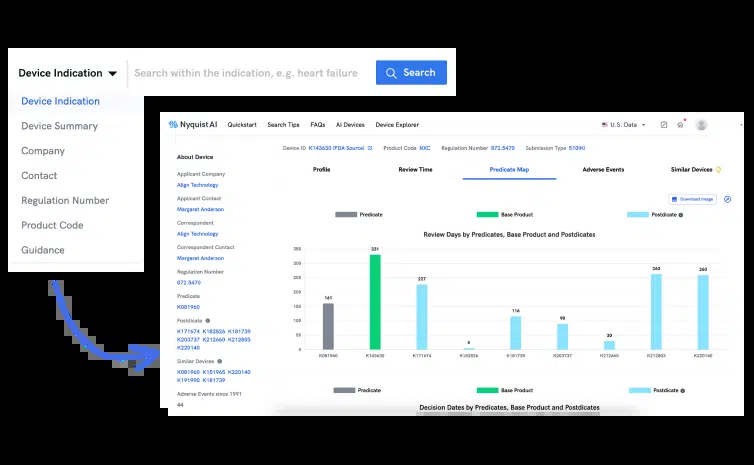 Device Indication
Search within the indication, e.g. heart failure
Search
Device Indication
Device Summary
Company
Contact
Regulation Number
Product Code
Guidance
NyquistAI Quickstart Search Tips FAQs AI Devices Device Explorer U.S. Data
Device ID K143630 (FDA Source) Product Code NXC Regulation Number 872.5470 Submission Type 510(K)
About Device
Applicant Company
Align Technology
Applicant Contact
Margaret Anderson
Correspondent
Align Technology
Correspondent Contact
Margaret Anderson
Regulation Number
872.5470
Predicate
K081960
Postdicate
K171674 K182826 K181739
K203737 K212660 K212803
K220140
Similar Devices
K081960 K151965 K220140
K191998 K181739
Adverse Events since 1991
44
Profile Review Time Predicate Map Adverse Events Similar Devices
Download Image
Predicate Base Product Postdicate
Review Days by Predicates, Base Product and Postdicates
350
300
250
200
150
100
50
0
161 331 227 116 90 30 260
K081960 K143630 K171674 K182826 K181739 K203737 K212660 K212803 K220140
Predicate Base Product Postdicate
Decision Dates by Predicates, Base Product and Postdicates